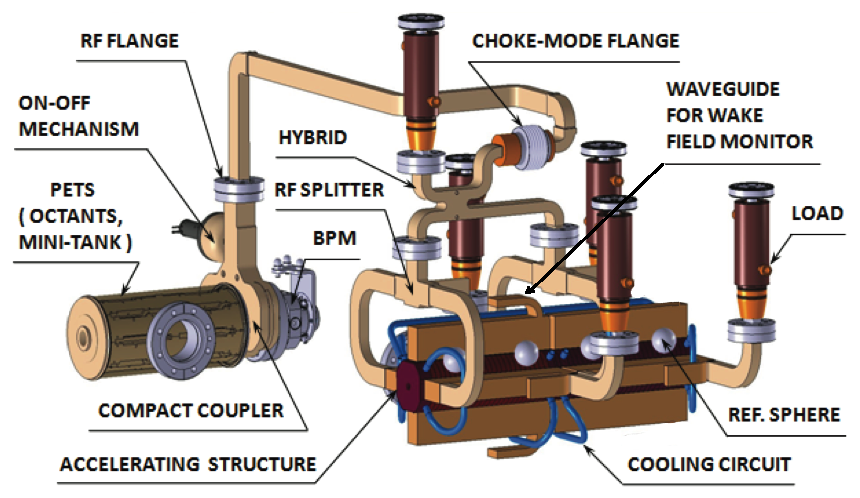 RF FLANGE
CHOKE-MODE FLANGE
ON-OFF
MECHANISM
WAVEGUIDE
FOR WAKE
FIELD MONITOR
HYBRID
RF SPLITTER
PETS
( OCTANTS,
MINI-TANK )
BPM
LOAD
COMPACT COUPLER
REF. SPHERE
ACCELERATING STRUCTURE
COOLING CIRCUIT